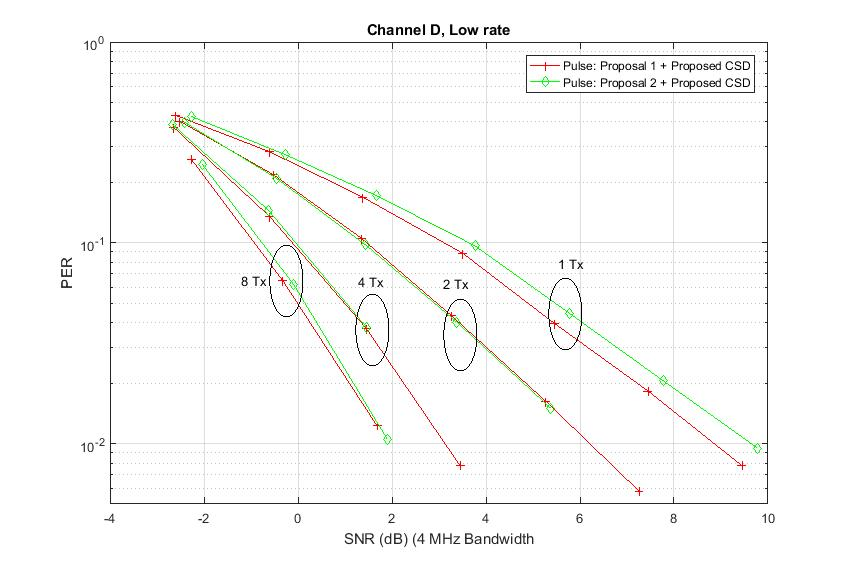 Channel D, Low rate
Pulse: Proposal 1 + Proposed CSD
Pulse: Proposal 2 + Proposed CSD
10^0
10^-1
10^-2
PER
8 Tx
4 Tx
2 Tx
1 Tx
-4 -2 0 2 4 6 8 10
SNR (dB) (4 MHz Bandwidth